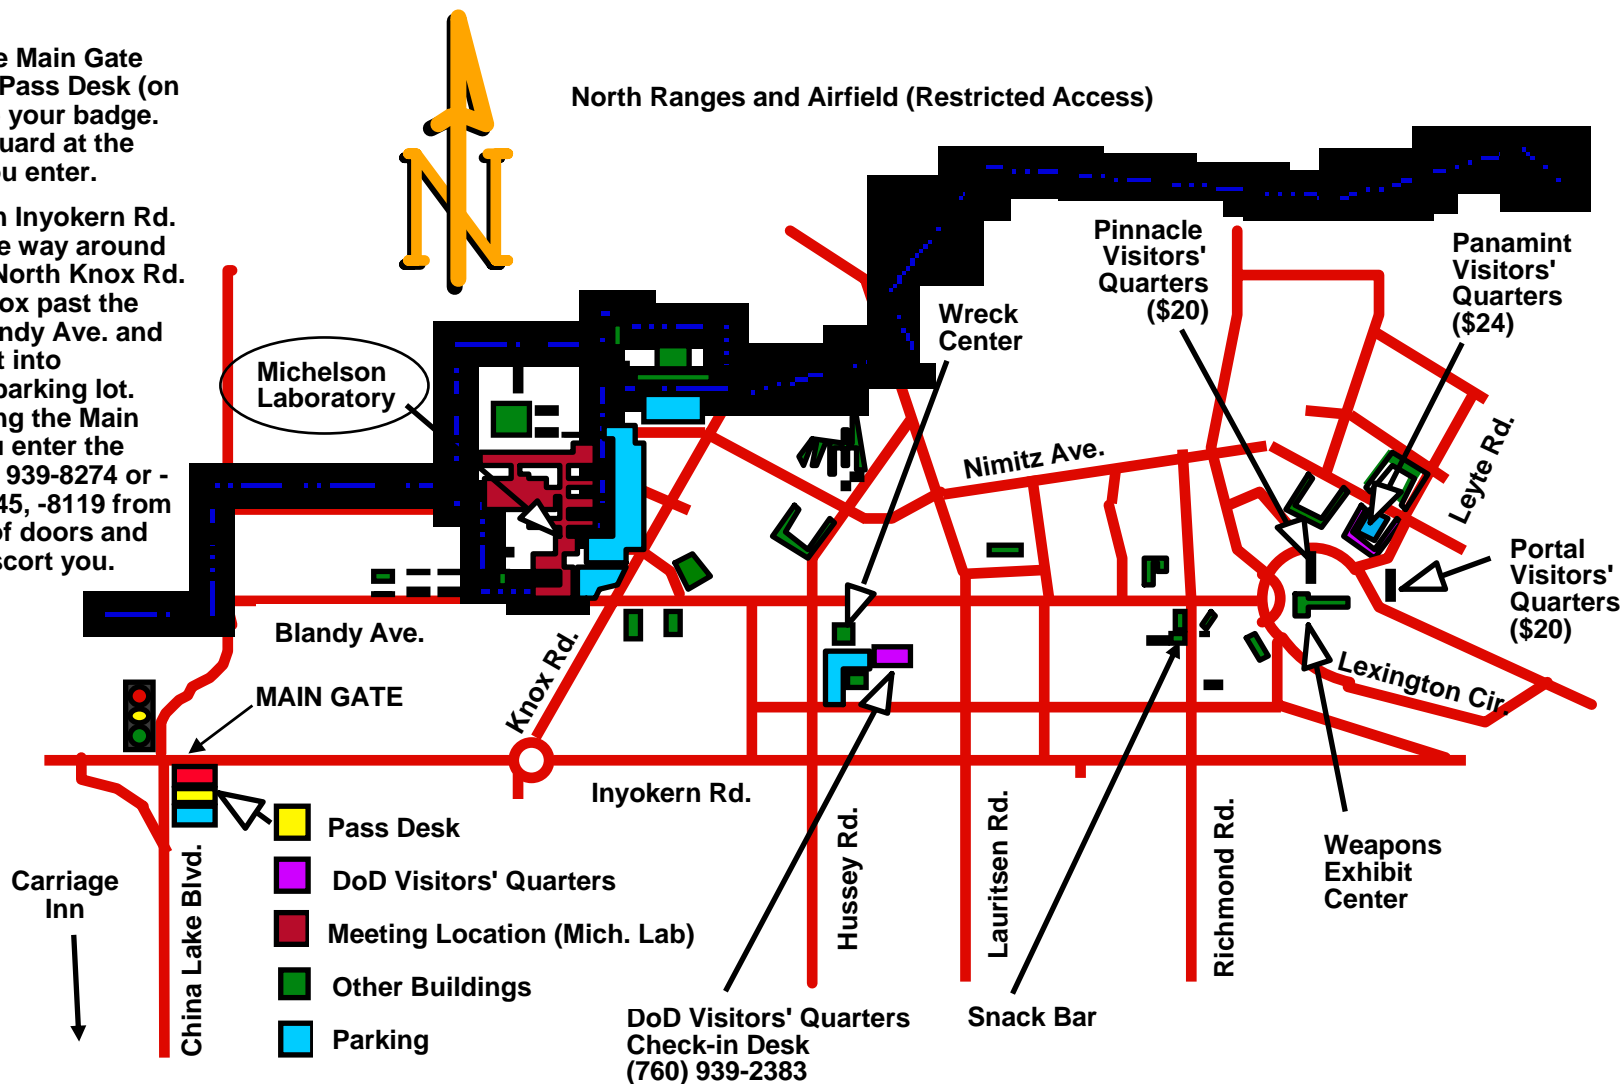 e Main Gate
Pass Desk (on
your badge.
uard at the
u enter.
n Inyokern Rd.
e way around
North Knox Rd.
ox past the
ndy Ave. and
t into
parking lot.
ng the Main
u enter the
939-8274 or -
45, -8119 from
of doors and
scort you.
N
North Ranges and Airfield (Restricted Access)
Pinnacle
Visitors'
Quarters
($20)
Panamint
Visitors'
Quarters
($24)
Wreck
Center
Michelson
Laboratory
Nimitz Ave.
Leyte Rd.
Portal
Visitors'
Quarters
($20)
Blandy Ave.
Knox Rd.
Lexington Cir.
MAIN GATE
Inyokern Rd.
Pass Desk
DoD Visitors' Quarters
Meeting Location (Mich. Lab)
Other Buildings
Parking
Carriage
Inn
China Lake Blvd.
Hussey Rd.
Lauritsen Rd.
Richmond Rd.
Weapons
Exhibit
Center
DoD Visitors' Quarters
Check-in Desk
(760) 939-2383
Snack Bar